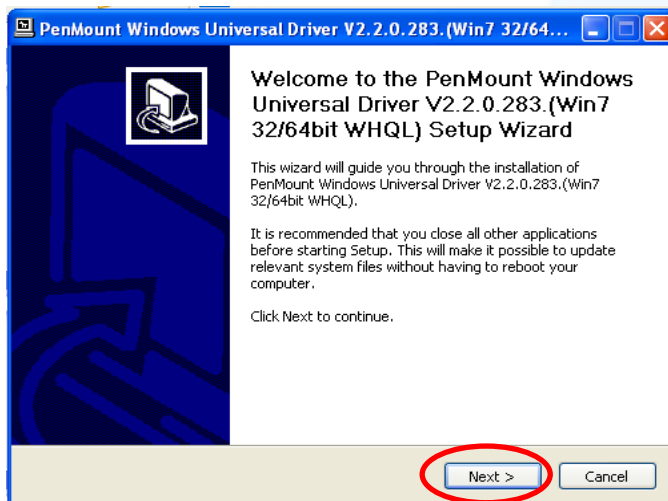 PenMount Windows Universal Driver V2.2.0.283.(Win7 32/64...
Welcome to the PenMount Windows
Universal Driver V2.2.0.283.(Win7
32/64bit WHQL) Setup Wizard
This wizard will guide you through the installation of
PenMount Windows Universal Driver V2.2.0.283.(Win7
32/64bit WHQL).
It is recommended that you close all other applications
before starting Setup. This will make it possible to update
relevant system files without having to reboot your
computer.
Click Next to continue.
Next >
Cancel